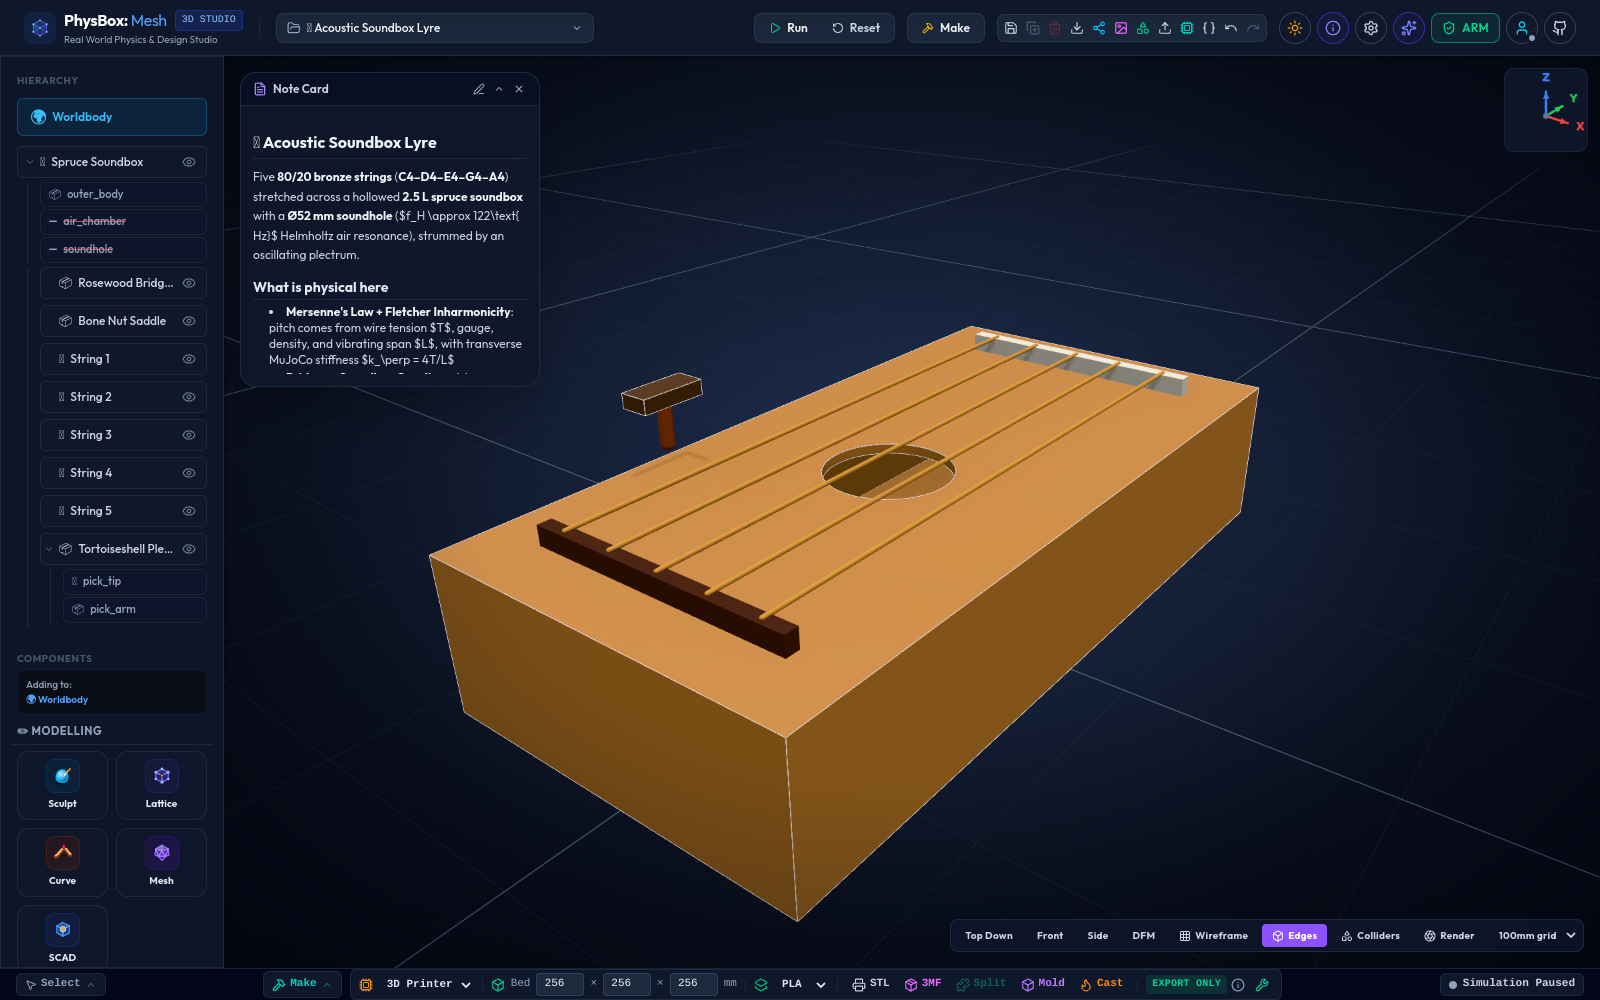 PhysBox: Mesh
3D STUDIO
Real World Physics & Design Studio
Acoustic Soundbox Lyre
Run
Reset
Make
ARM
HIERARCHY
Worldbody
Spruce Soundbox
outer_body
air_chamber
soundhole
Rosewood Bridg...
Bone Nut Saddle
String 1
String 2
String 3
String 4
String 5
Tortoiseshell Ple...
pick_tip
pick_arm
COMPONENTS
Adding to:
Worldbody
MODELLING
Sculpt
Lattice
Curve
Mesh
SCAD
Note Card
Acoustic Soundbox Lyre
Five 80/20 bronze strings (C4–D4–E4–G4–A4)
stretched across a hollowed 2.5 L spruce soundbox
with a Ø52 mm soundhole ($f_H \approx 122\text{
Hz}$ Helmholtz air resonance), strummed by an
oscillating plectrum.
What is physical here
• Mersenne's Law + Fletcher Inharmonicity:
pitch comes from wire tension $T$, gauge,
density, and vibrating span $L$, with transverse
MuJoCo stiffness $k_\perp = 4T/L$
Z
Y
X
Top Down
Front
Side
DFM
Wireframe
Edges
Colliders
Render
100mm grid
Select
Make
3D Printer
Bed
256
×
256
×
256
mm
PLA
STL
3MF
Split
Mold
Cast
EXPORT ONLY
Simulation Paused